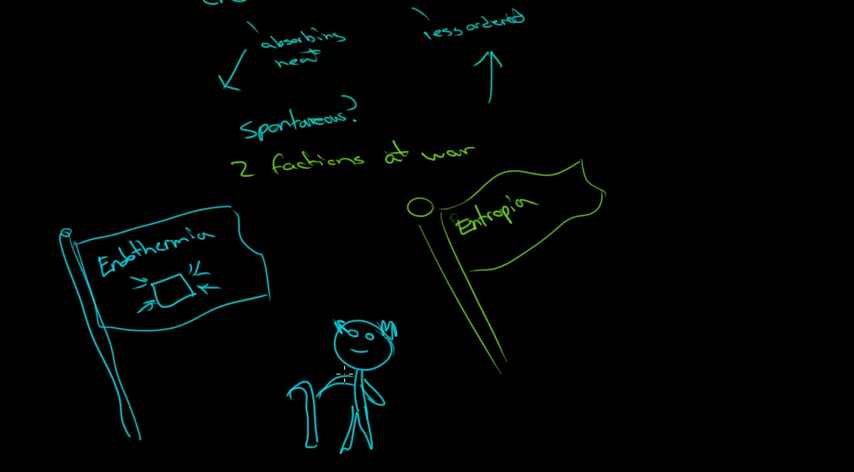 absorbing
heat
less ordered
Spontaneous?
2 factions at war
Endothermia
Entropia